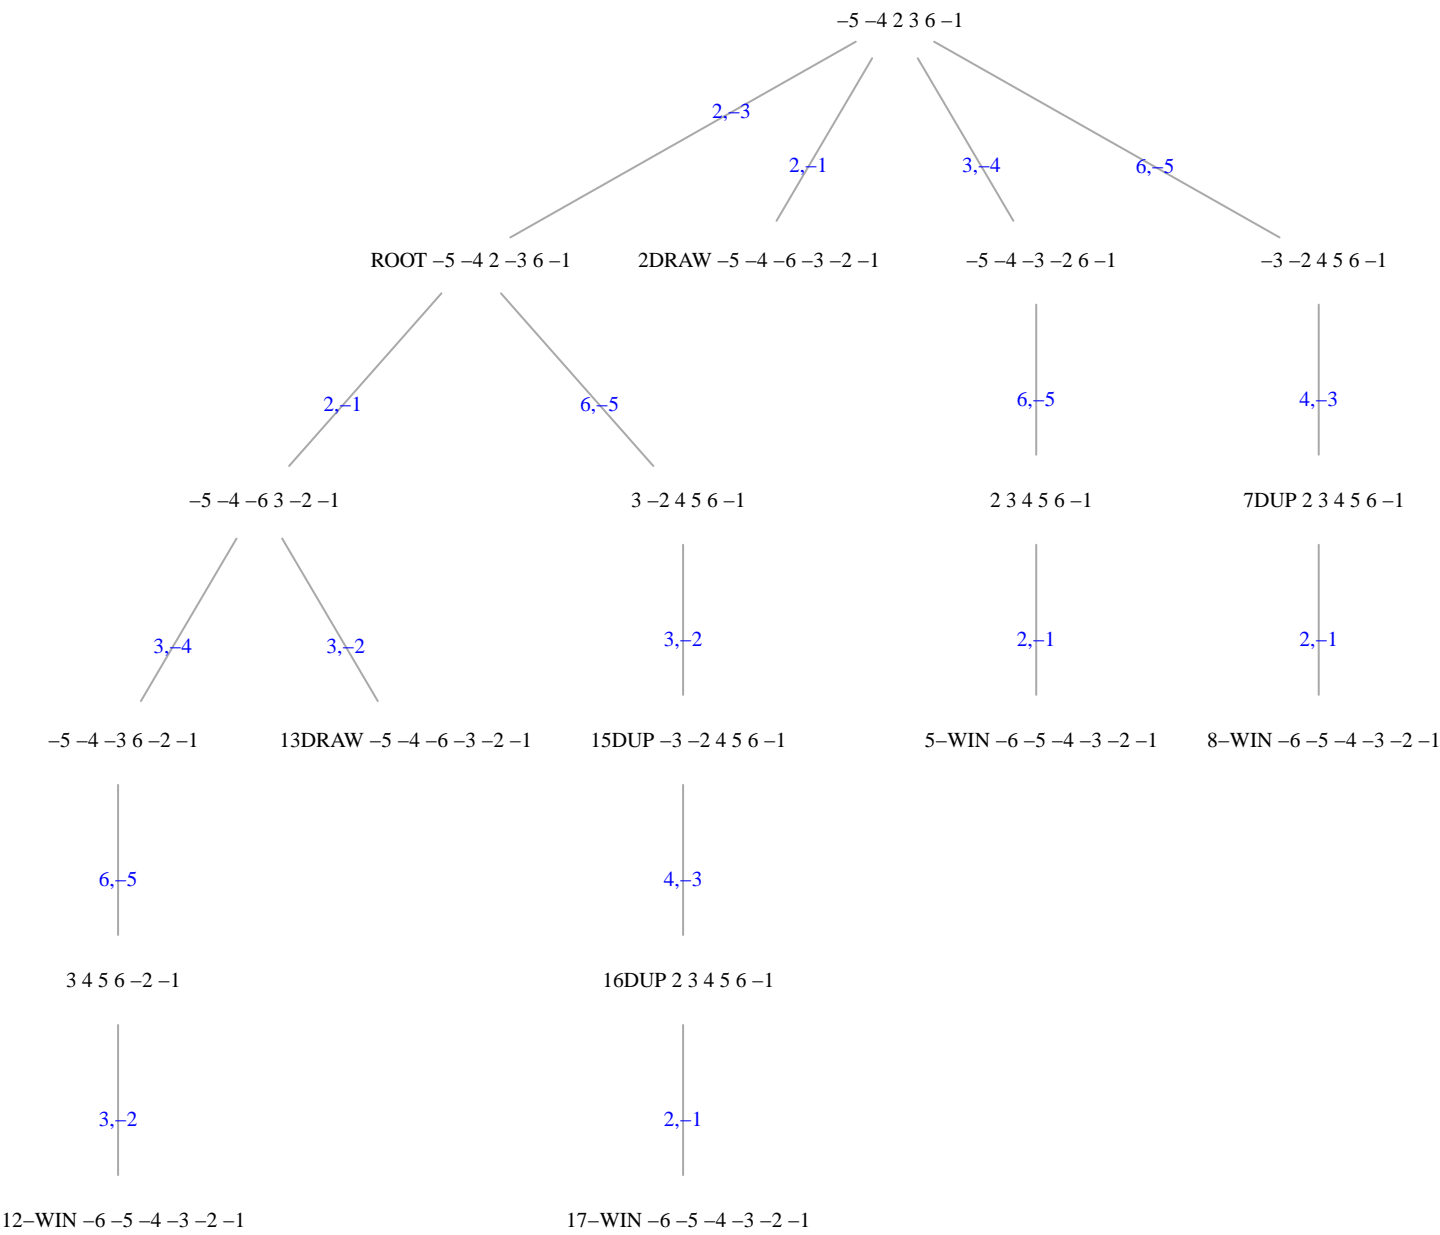 –5 –4 2 3 6 –1
2,–3
2,–1
3,–4
6,–5
ROOT –5 –4 2 –3 6 –1
2DRAW –5 –4 –6 –3 –2 –1
–5 –4 –3 –2 6 –1
–3 –2 4 5 6 –1
2,–1
6,–5
6,–5
4,–3
–5 –4 –6 3 –2 –1
3 –2 4 5 6 –1
2 3 4 5 6 –1
7DUP 2 3 4 5 6 –1
3,–4
3,–2
3,–2
2,–1
2,–1
–5 –4 –3 6 –2 –1
13DRAW –5 –4 –6 –3 –2 –1
15DUP –3 –2 4 5 6 –1
5–WIN –6 –5 –4 –3 –2 –1
8–WIN –6 –5 –4 –3 –2 –1
6,–5
4,–3
3 4 5 6 –2 –1
16DUP 2 3 4 5 6 –1
3,–2
2,–1
12–WIN –6 –5 –4 –3 –2 –1
17–WIN –6 –5 –4 –3 –2 –1